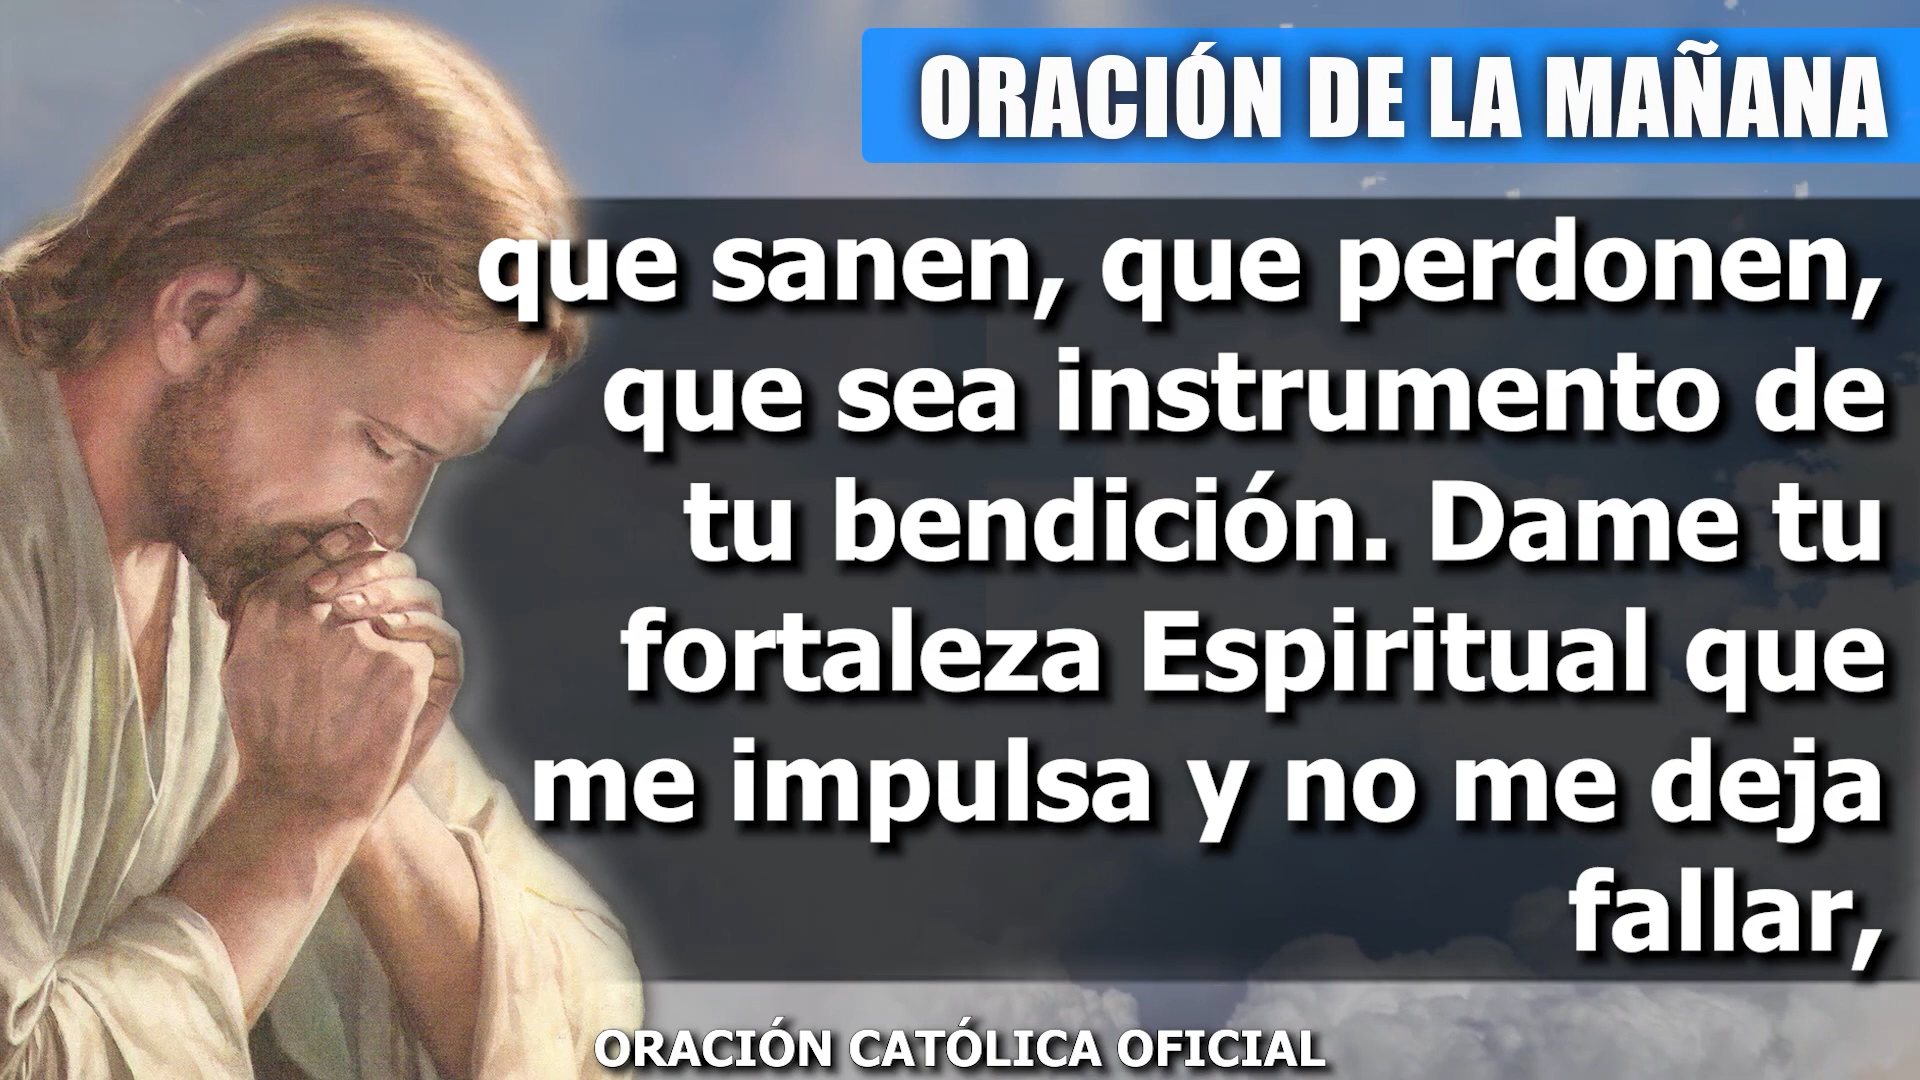 ORACIÓN DE LA MAÑANA
que sanen, que perdonen,
que sea instrumento de
tu bendición. Dame tu
fortaleza Espiritual que
me impulsa y no me deja
fallar,
ORACIÓN CATÓLICA OFICIAL